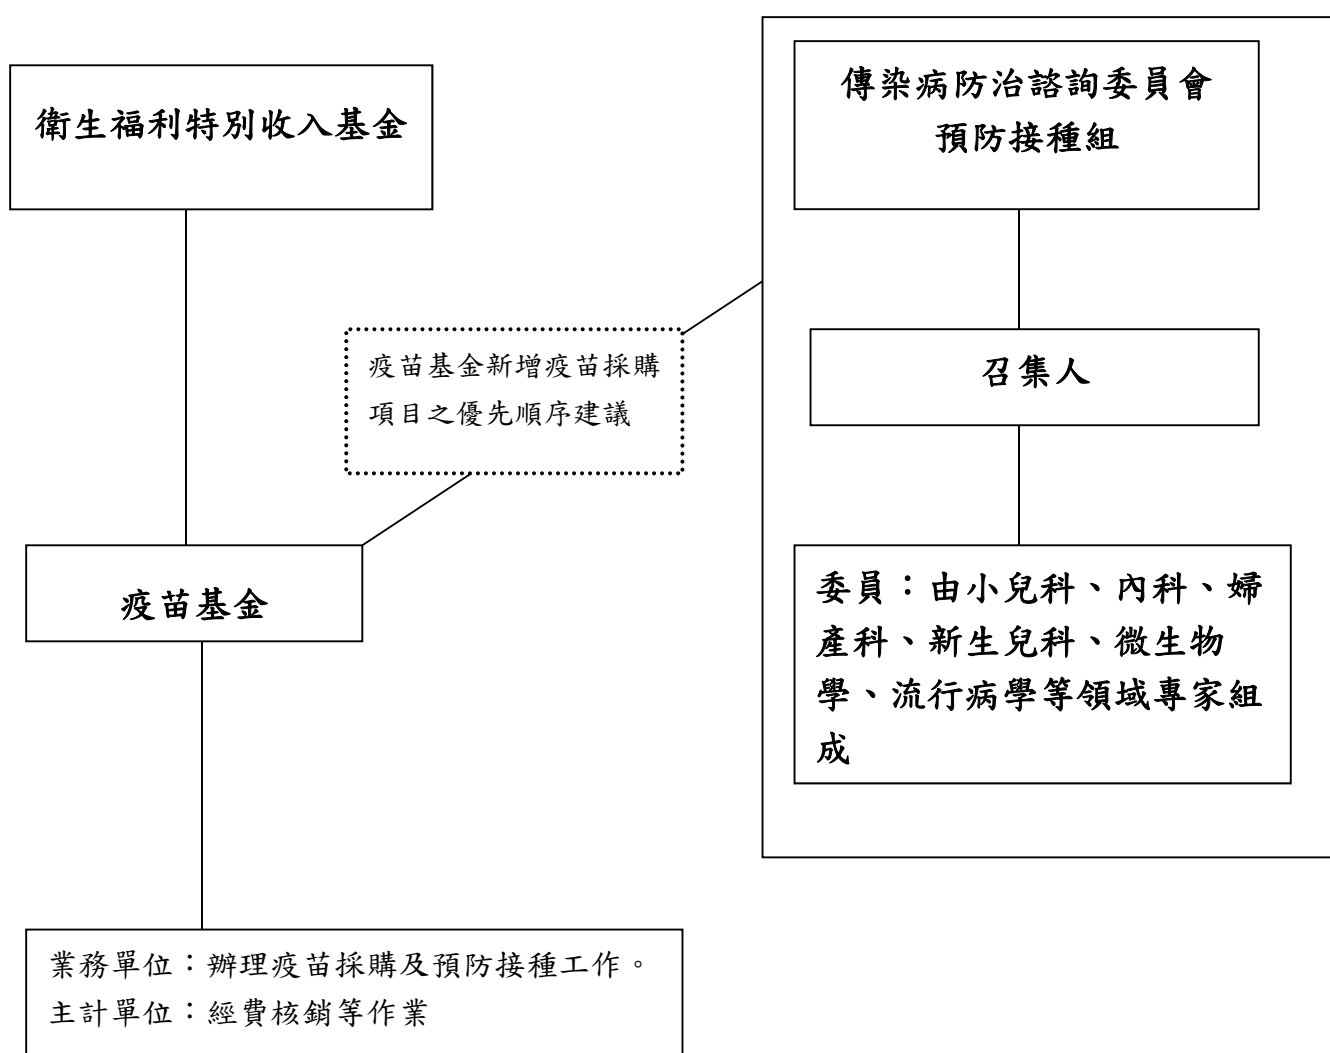 衛生福利特別收入基金
傳染病防治諮詢委員會
預防接種組
疫苗基金新增疫苗採購
項目之優先順序建議
召集人
疫苗基金
委員：由小兒科、內科、婦
產科、新生兒科、微生物
學、流行病學等領域專家組
成
業務單位：辦理疫苗採購及預防接種工作。
主計單位：經費核銷等作業